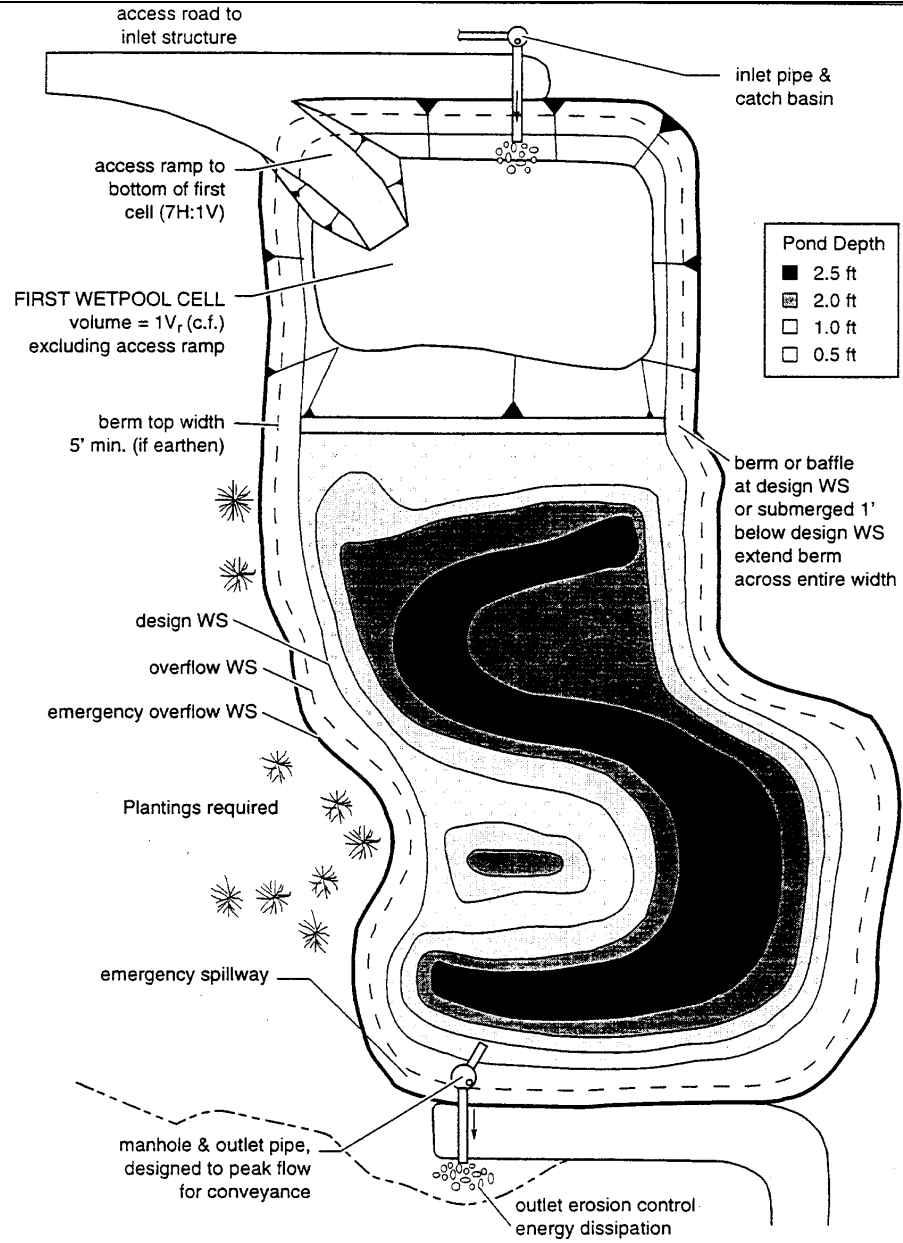 access road to
inlet structure
inlet pipe &
catch basin
access ramp to
bottom of first
cell (7H:1V)
Pond Depth
2.5 ft
2.0 ft
1.0 ft
0.5 ft
FIRST WETPOOL CELL
volume = 1Vr (c.f.)
excluding access ramp
berm top width
5' min. (if earthen)
berm or baffle
at design WS
or submerged 1'
below design WS
extend berm
across entire width
design WS
overflow WS
emergency overflow WS
Plantings required
emergency spillway
manhole & outlet pipe,
designed to peak flow
for conveyance
outlet erosion control
energy dissipation